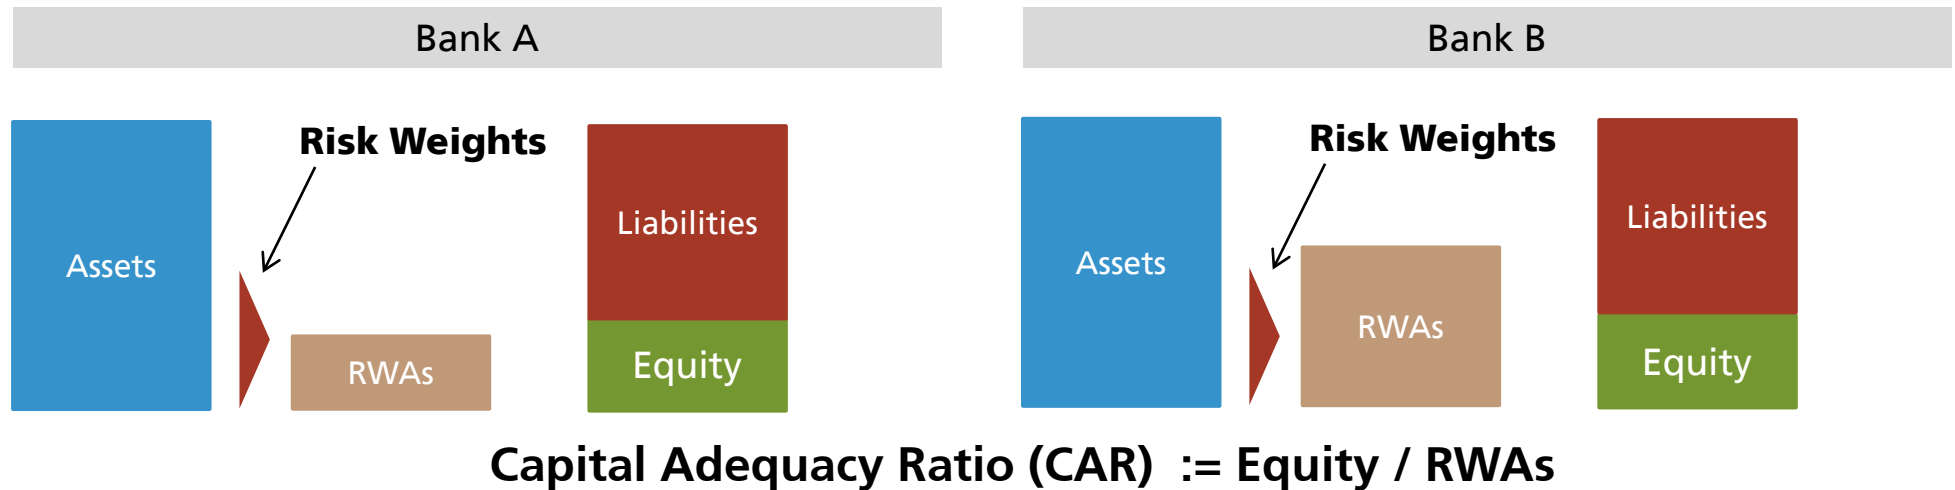 Bank A
Bank B
Risk Weights
Assets
RWAs
Liabilities
Equity
Risk Weights
Assets
RWAs
Liabilities
Equity
Capital Adequacy Ratio (CAR) := Equity / RWAs